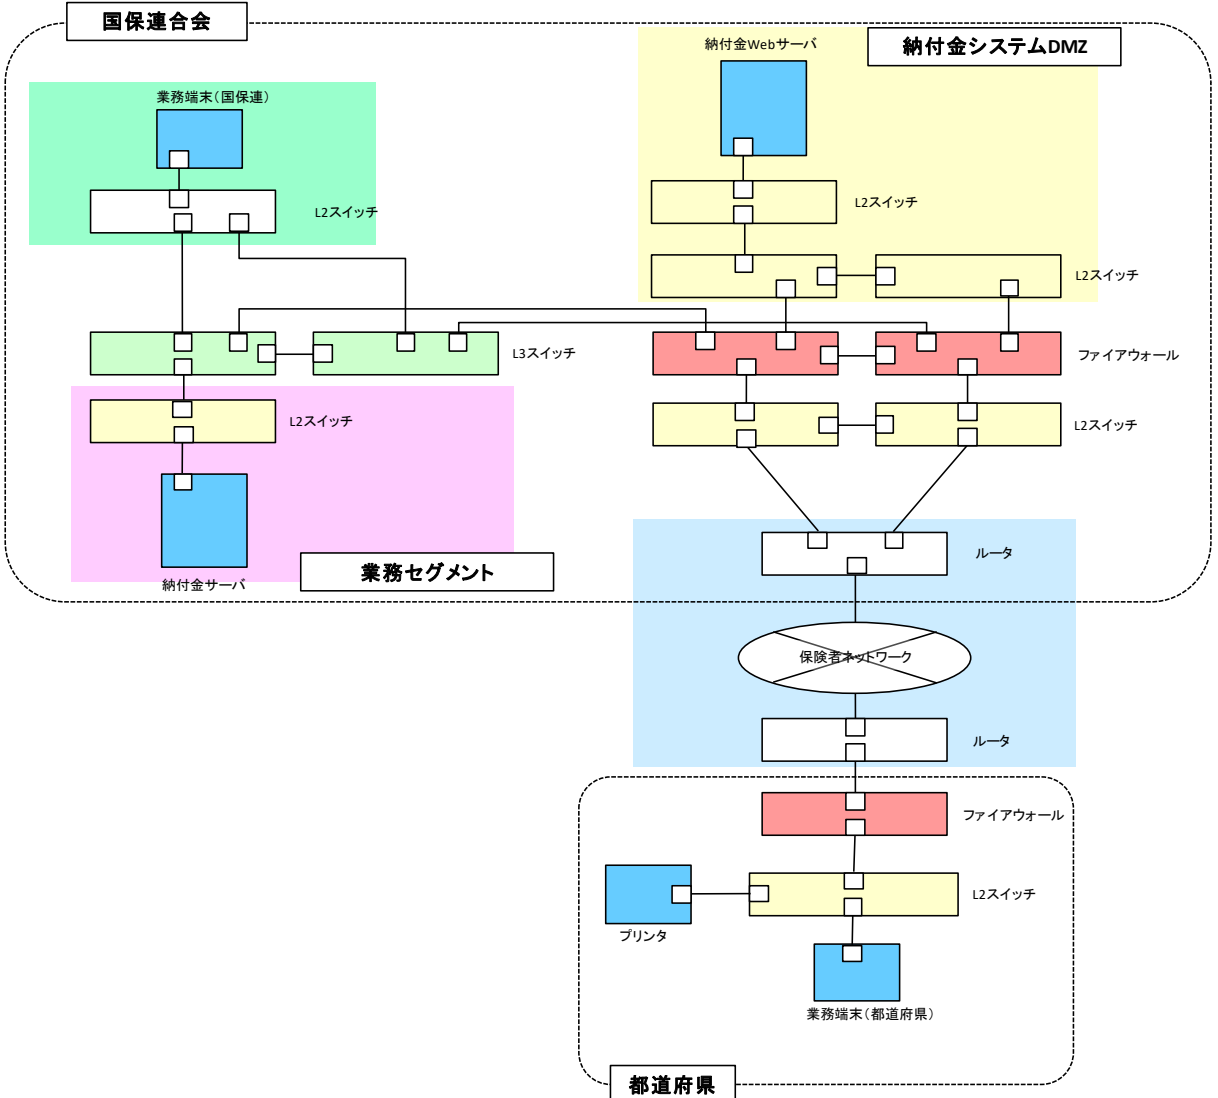 国保連合会
納付金Webサーバ
納付金システムDMZ
業務端末（国保連）
L2スイッチ
L2スイッチ
L2スイッチ
L3スイッチ
ファイアウォール
L2スイッチ
L2スイッチ
納付金サーバ
業務セグメント
ルータ
保険者ネットワーク
ルータ
ファイアウォール
L2スイッチ
プリンタ
業務端末（都道府県）
都道府県